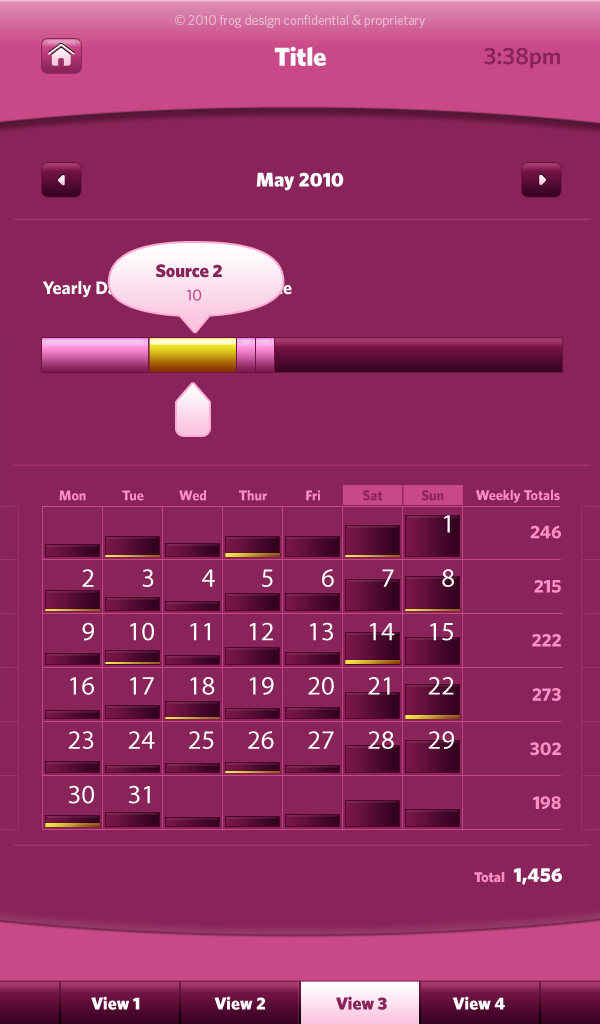 © 2010 frog design confidential & proprietary
Title
3:38pm
May 2010
Source 2
10
Yearly
Mon Tue Wed Thur Fri Sat Sun Weekly Totals
1 246
2 3 4 5 6 7 8 215
9 10 11 12 13 14 15 222
16 17 18 19 20 21 22 273
23 24 25 26 27 28 29 302
30 31 198
Total 1,456
View 1 View 2 View 3 View 4